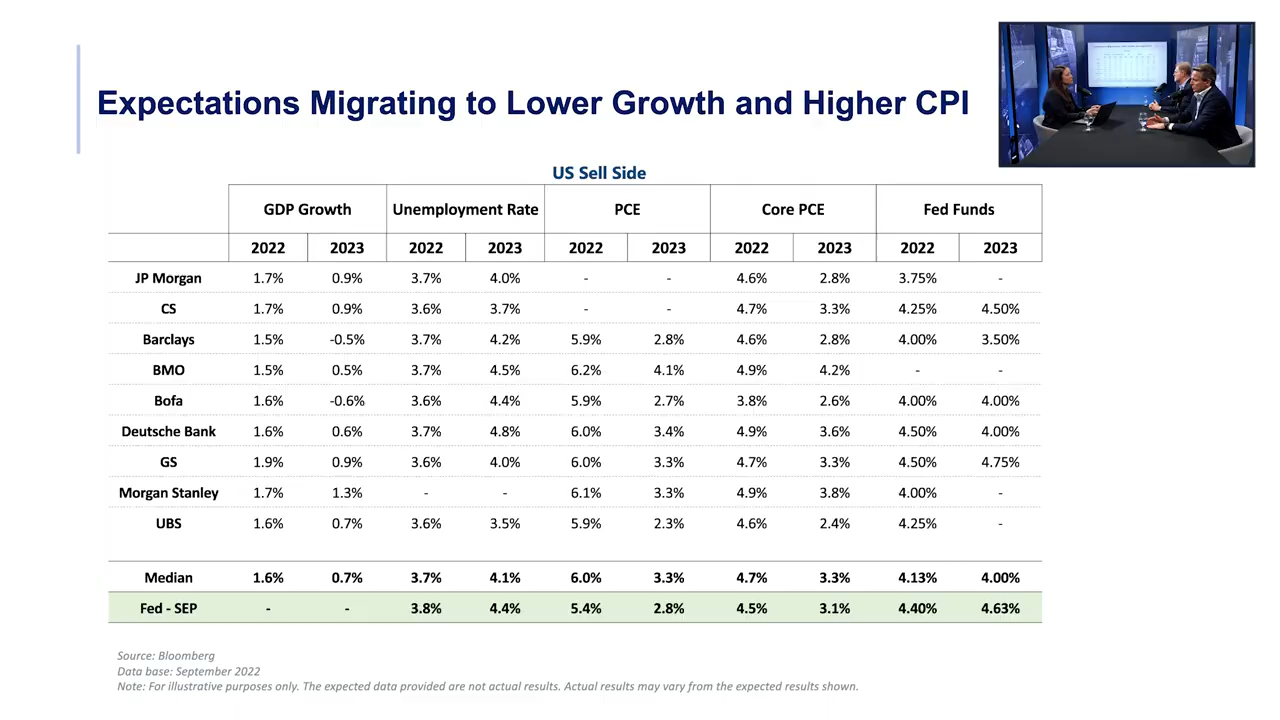 Expectations Migrating to Lower Growth and Higher CPI
US Sell Side
GDP Growth Unemployment Rate PCE Core PCE Fed Funds
2022 2023 2022 2023 2022 2023 2022 2023 2022 2023
JP Morgan 1.7% 0.9% 3.7% 4.0% - - 4.6% 2.8% 3.75% -
CS 1.7% 0.9% 3.6% 3.7% - - 4.7% 3.3% 4.25% 4.50%
Barclays 1.5% -0.5% 3.7% 4.2% 5.9% 2.8% 4.6% 2.8% 4.00% 3.50%
BMO 1.5% 0.5% 3.7% 4.5% 6.2% 4.1% 4.9% 4.2% - -
Bofa 1.6% -0.6% 3.6% 4.4% 5.9% 2.7% 3.8% 2.6% 4.00% 4.00%
Deutsche Bank 1.6% 0.6% 3.7% 4.8% 6.0% 3.4% 4.9% 3.6% 4.50% 4.00%
GS 1.9% 0.9% 3.6% 4.0% 6.0% 3.3% 4.7% 3.3% 4.50% 4.75%
Morgan Stanley 1.7% 1.3% - - 6.1% 3.3% 4.9% 3.8% 4.00% -
UBS 1.6% 0.7% 3.6% 3.5% 5.9% 2.3% 4.6% 2.4% 4.25% -
Median 1.6% 0.7% 3.7% 4.1% 6.0% 3.3% 4.7% 3.3% 4.13% 4.00%
Fed - SEP - - 3.8% 4.4% 5.4% 2.8% 4.5% 3.1% 4.40% 4.63%
Source: Bloomberg
Data base: September 2022
Note: For illustrative purposes only. The expected data provided are not actual results. Actual results may vary from the expected results shown.